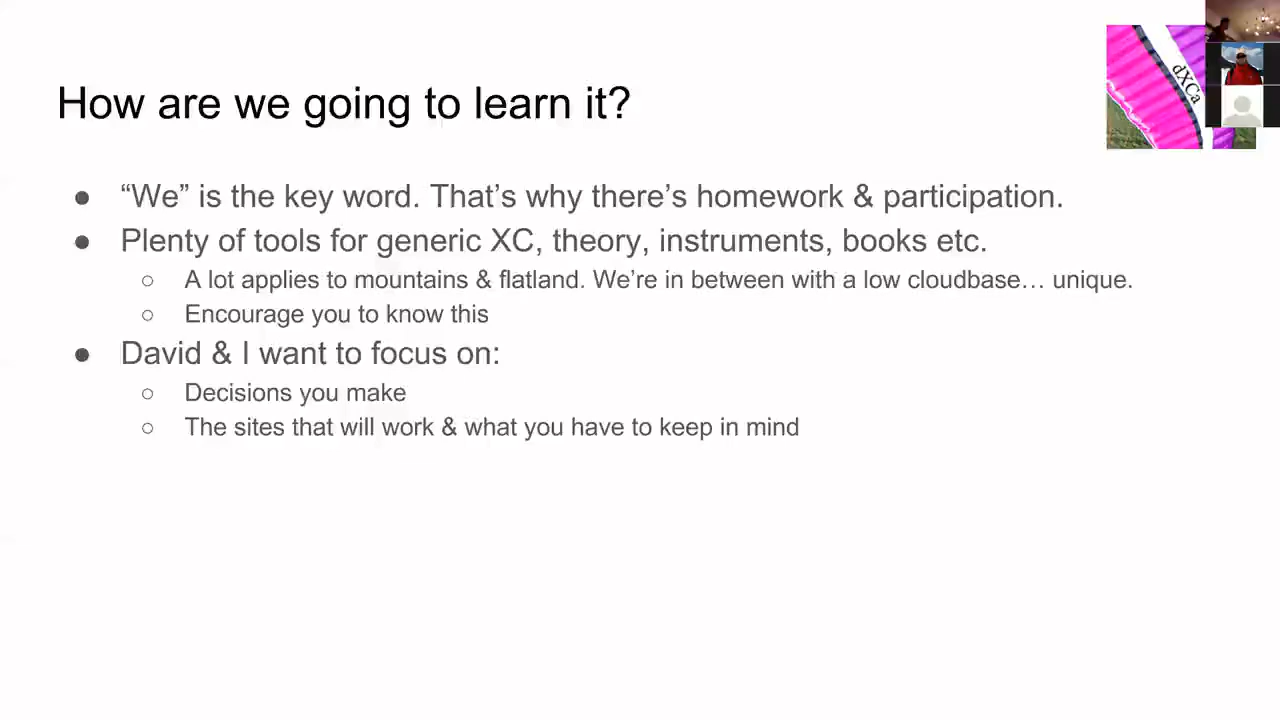 How are we going to learn it?
dXCa
● “We” is the key word. That’s why there’s homework & participation.
● Plenty of tools for generic XC, theory, instruments, books etc.
○ A lot applies to mountains & flatland. We’re in between with a low cloudbase… unique.
○ Encourage you to know this
● David & I want to focus on:
○ Decisions you make
○ The sites that will work & what you have to keep in mind